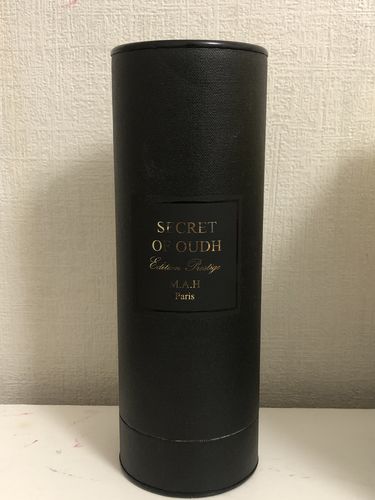 SECRET
OF OUDH
Edition Prestige
M.A.H
Paris